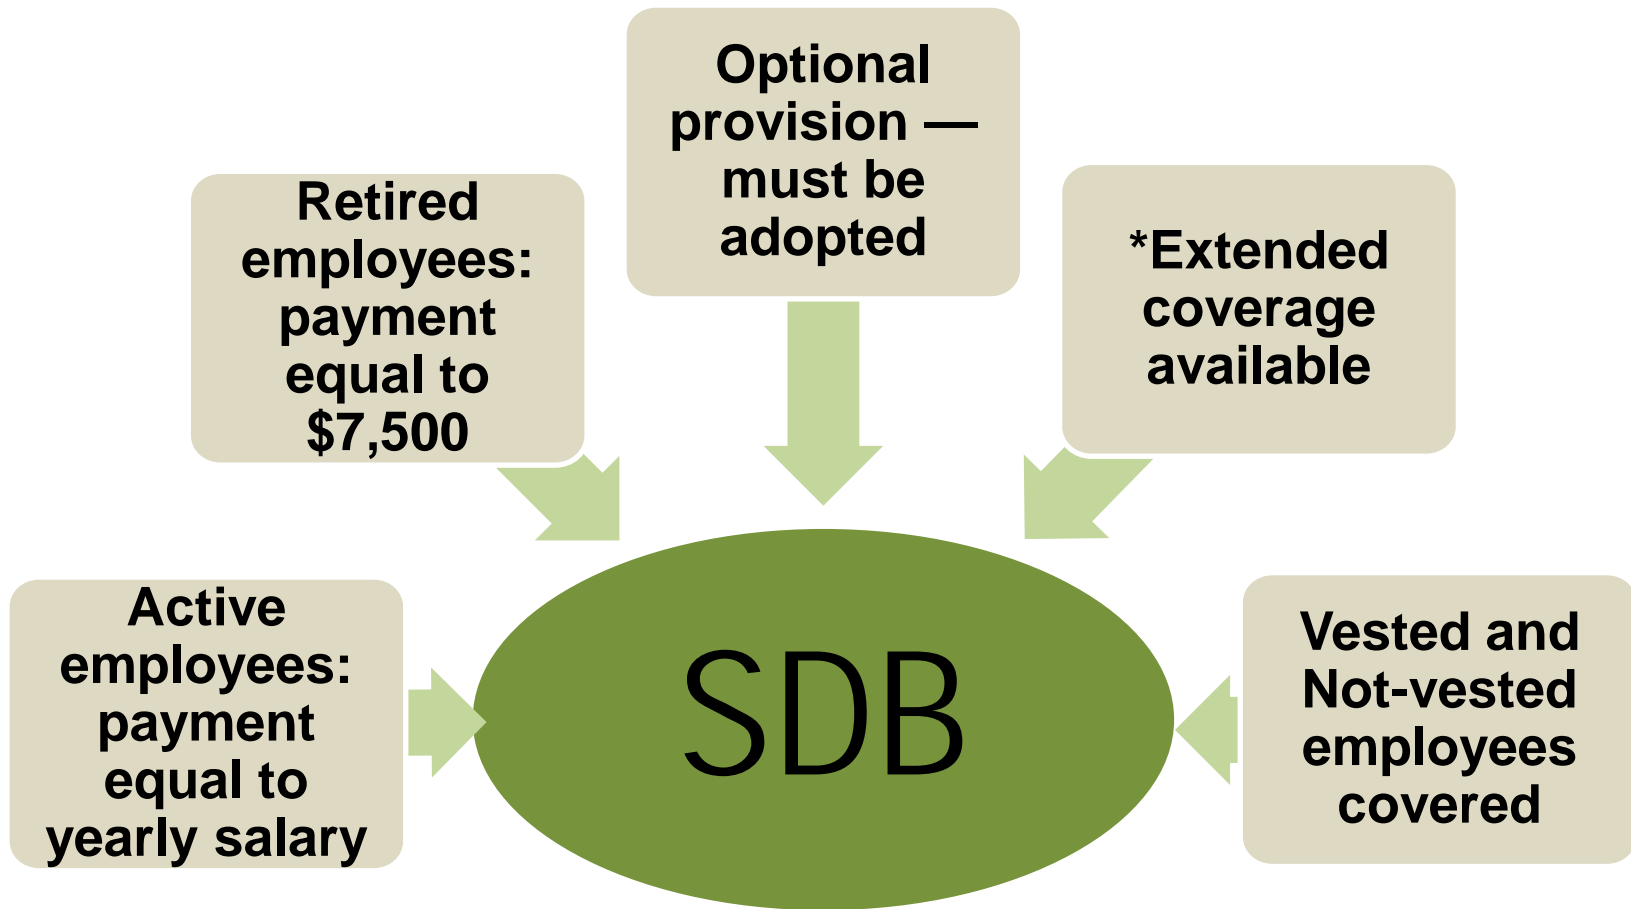 Optional
provision —
must be
adopted
Retired
employees:
payment
equal to
$7,500
*Extended
coverage
available
Active
employees:
payment
equal to
yearly salary
SDB
Vested and
Not-vested
employees
covered